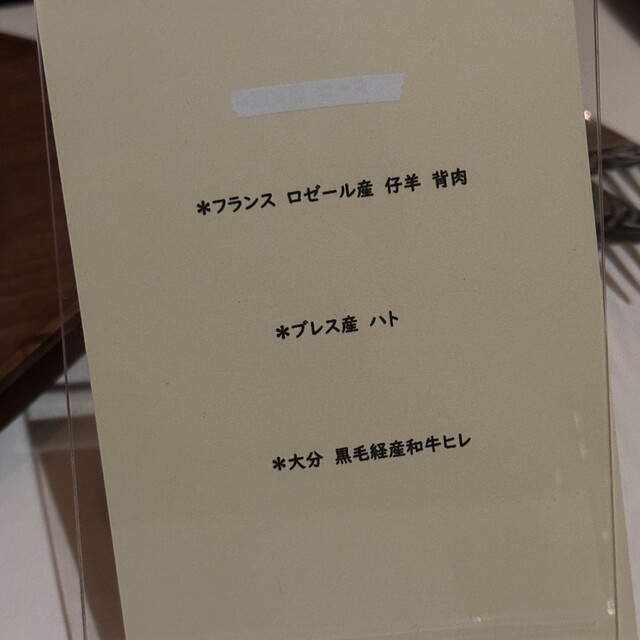 ＊フランス ロゼール産 仔羊 背肉
＊ブレス産 ハト
＊大分 黒毛経産和牛ヒレ